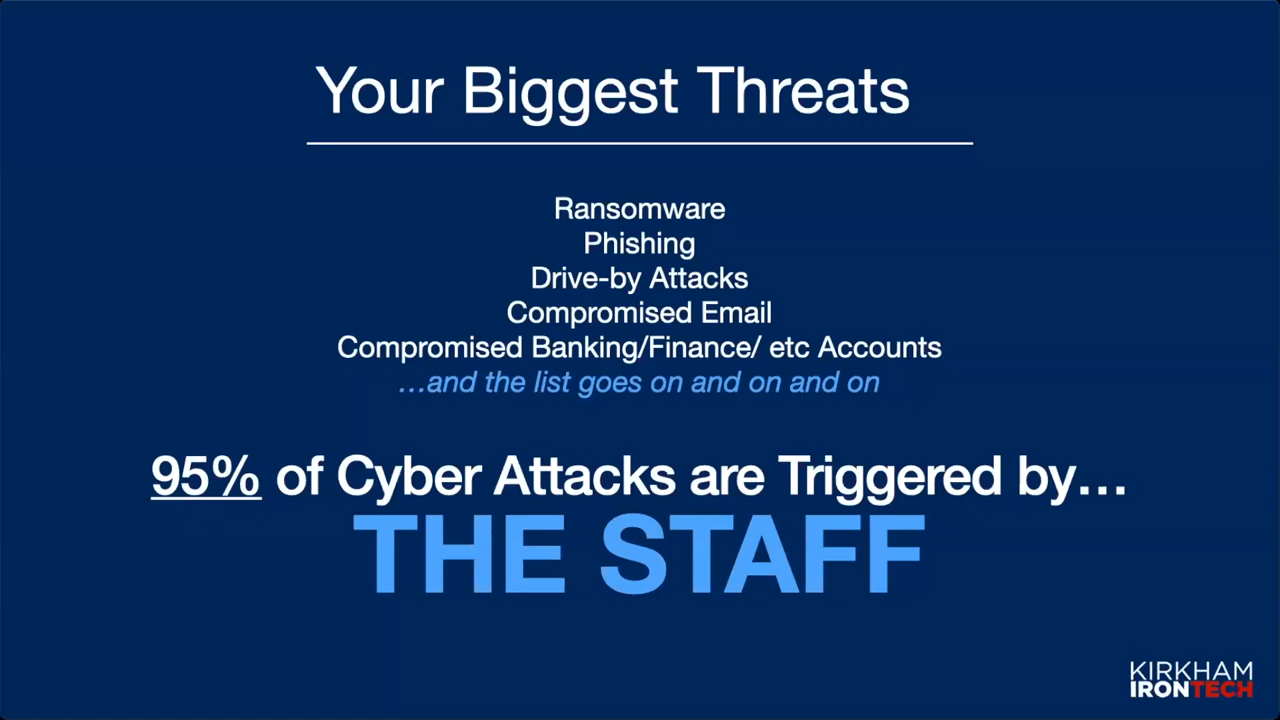 Your Biggest Threats
Ransomware
Phishing
Drive-by Attacks
Compromised Email
Compromised Banking/Finance/ etc Accounts
…and the list goes on and on and on
95% of Cyber Attacks are Triggered by…
THE STAFF
KIRKHAM
IRONTECH